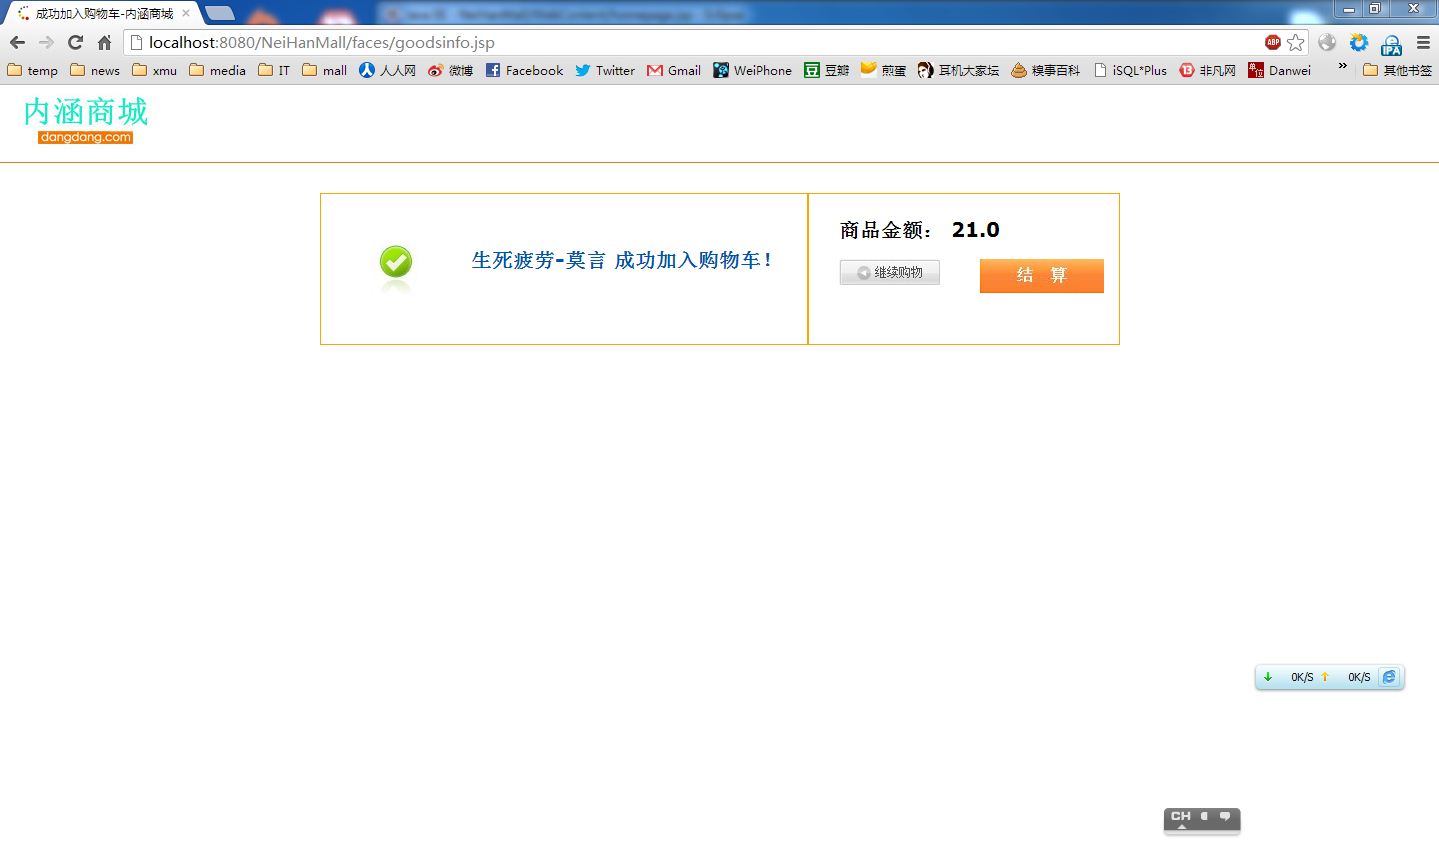 成功加入购物车-内涵商城
localhost:8080/NeiHanMall/faces/goodsinfo.jsp
ABP
IPA
temp news xmu media IT mall 人人网 微博 Facebook Twitter Gmail WeiPhone 豆瓣 煎蛋 耳机大家坛 糗事百科 iSQL*Plus 非凡网 Danwei » 其他书签
内涵商城
dangdang.com
商品金额： 21.0
生死疲劳-莫言 成功加入购物车！
继续购物 结 算
0K/S 0K/S
CH